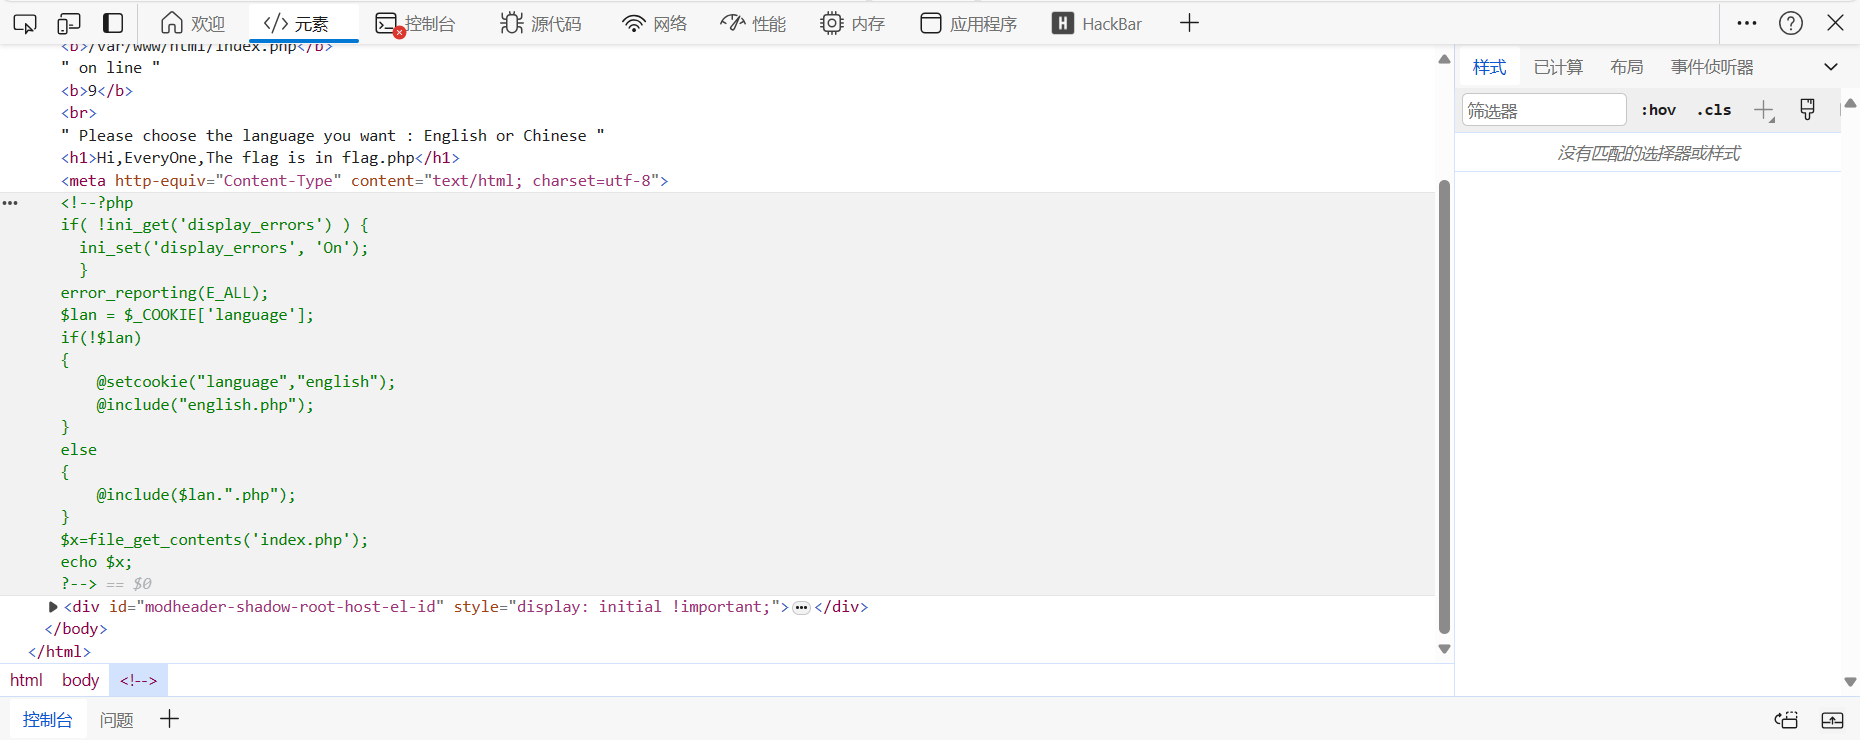 欢迎 </> 元素 控制台 源代码 网络 性能 内存 应用程序 H HackBar
<b>/var/www/html/index.php</b>
" on line "
<b>9</b>
<br>
" Please choose the language you want : English or Chinese "
<h1>Hi,EveryOne,The flag is in flag.php</h1>
<meta http-equiv="Content-Type" content="text/html; charset=utf-8">
<!--?php
if( !ini_get('display_errors') ) {
  ini_set('display_errors', 'On');
  }
error_reporting(E_ALL);
$lan = $_COOKIE['language'];
if(!$lan)
{
    @setcookie("language","english");
    @include("english.php");
}
else
{
    @include($lan.".php");
}
$x=file_get_contents('index.php');
echo $x;
?--> == $0
<div id="modheader-shadow-root-host-el-id" style="display: initial !important;">…</div>
</body>
</html>
html body <!-->
控制台 问题
样式 已计算 布局 事件侦听器
筛选器 :hov .cls
没有匹配的选择器或样式